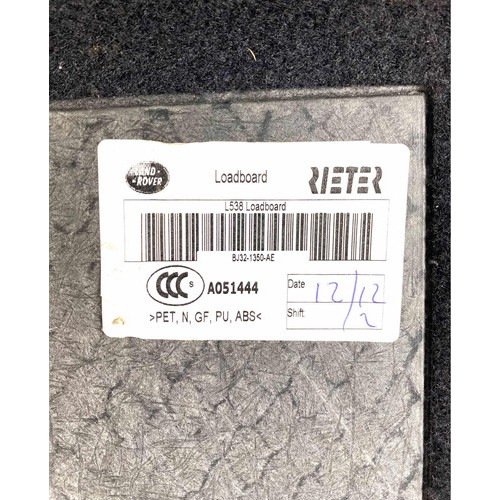 LAND ROVER
Loadboard
RIETER
L538 Loadboard
BJ32-1350-AE
CCC S
A051444
>PET, N, GF, PU, ABS<
Date 12/12
Shift: 2